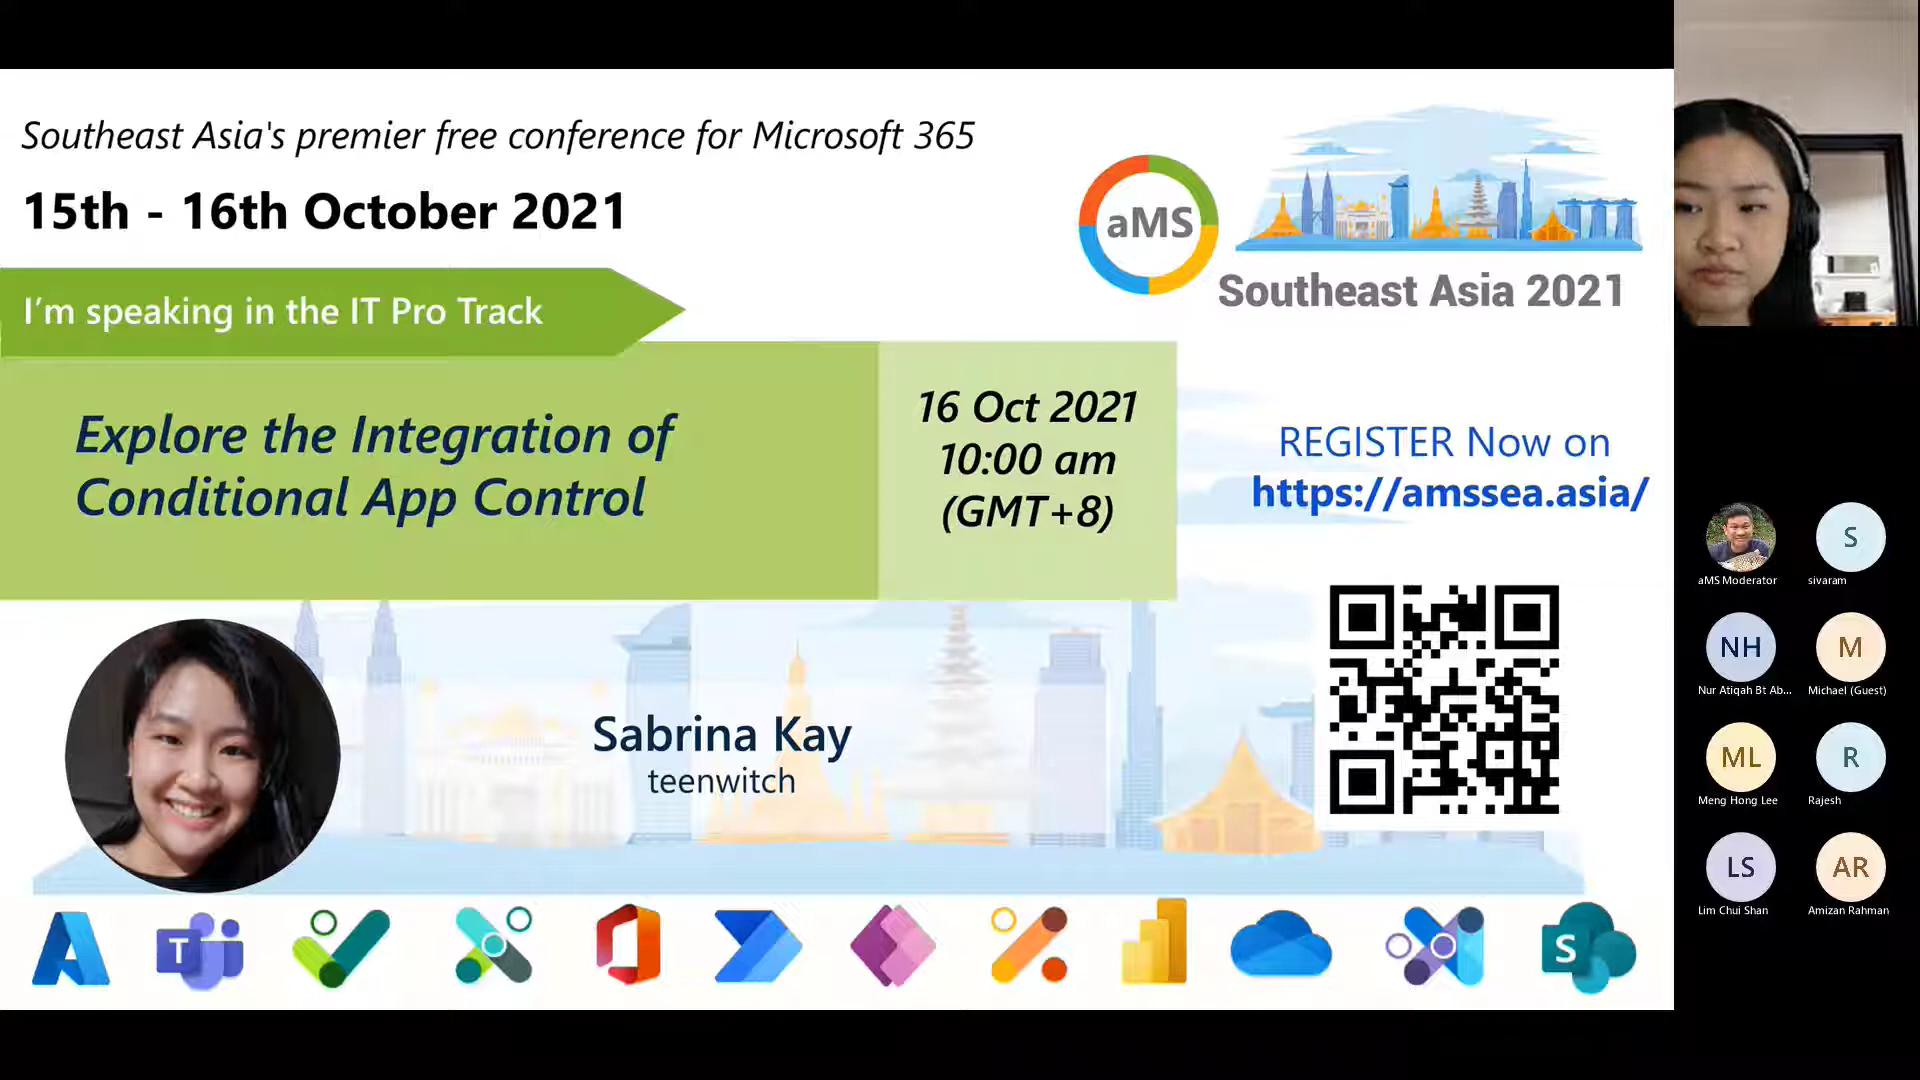 Southeast Asia's premier free conference for Microsoft 365
15th - 16th October 2021
aMS
Southeast Asia 2021
I'm speaking in the IT Pro Track
Explore the Integration of
Conditional App Control
16 Oct 2021
10:00 am
(GMT+8)
REGISTER Now on
https://amssea.asia/
Sabrina Kay
teenwitch
T
S
aMS Moderator
S
sivaram
NH
Nur Atiqah Bt Ab...
M
Michael (Guest)
ML
Meng Hong Lee
R
Rajesh
LS
Lim Chui Shan
AR
Amizan Rahman